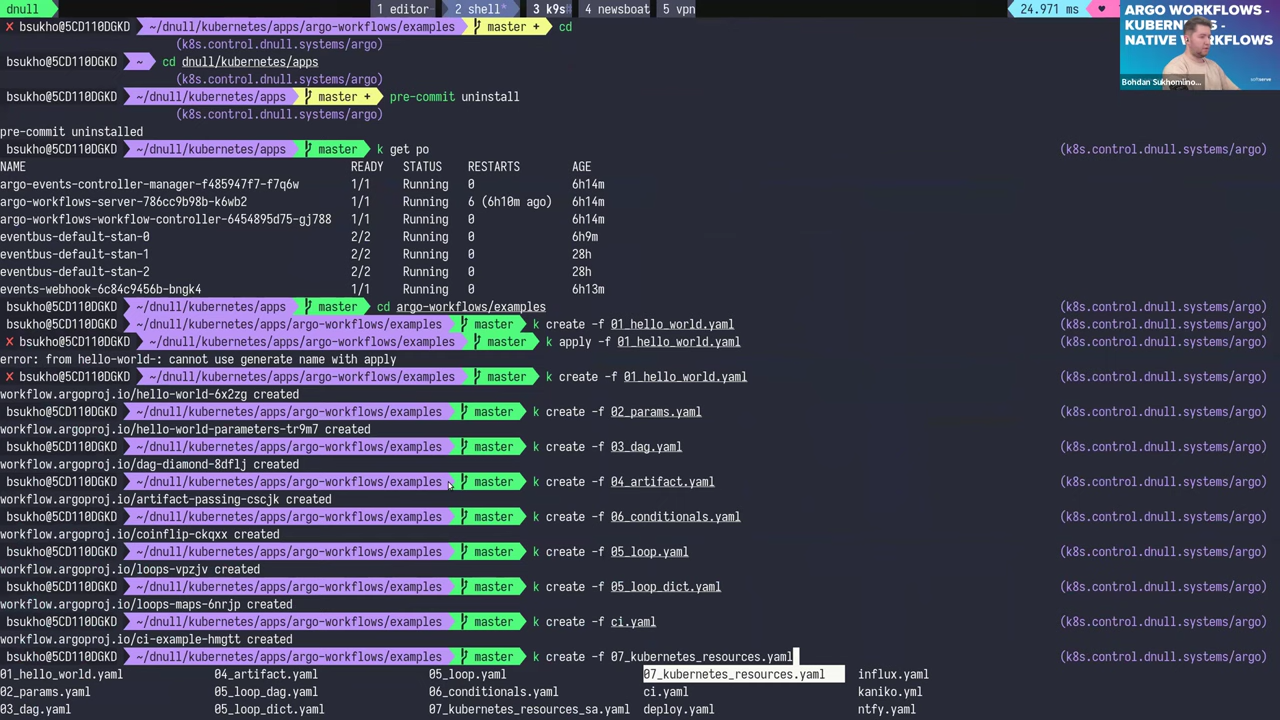 dnull 1 editor 2 shell* 3 k9s 4 newsboat 5 vpn 24.971 ms ♥
ARGO WORKFLOWS -
KUBERNETES -
NATIVE WORKFLOWS
Bohdan Sukhomlino...
softserve
✗ bsukho@5CD110DGKD ~/dnull/kubernetes/apps/argo-workflows/examples master + cd
(k8s.control.dnull.systems/argo)
bsukho@5CD110DGKD ~ cd dnull/kubernetes/apps
(k8s.control.dnull.systems/argo)
bsukho@5CD110DGKD ~/dnull/kubernetes/apps master + pre-commit uninstall
(k8s.control.dnull.systems/argo)
pre-commit uninstalled
bsukho@5CD110DGKD ~/dnull/kubernetes/apps master k get po (k8s.control.dnull.systems/argo)
NAME READY STATUS RESTARTS AGE
argo-events-controller-manager-f485947f7-f7q6w 1/1 Running 0 6h14m
argo-workflows-server-786cc9b98b-k6wb2 1/1 Running 6 (6h10m ago) 6h14m
argo-workflows-workflow-controller-6454895d75-gj788 1/1 Running 0 6h14m
eventbus-default-stan-0 2/2 Running 0 6h9m
eventbus-default-stan-1 2/2 Running 0 28h
eventbus-default-stan-2 2/2 Running 0 28h
events-webhook-6c84c9456b-bngk4 1/1 Running 0 6h13m
bsukho@5CD110DGKD ~/dnull/kubernetes/apps master cd argo-workflows/examples (k8s.control.dnull.systems/argo)
bsukho@5CD110DGKD ~/dnull/kubernetes/apps/argo-workflows/examples master k create -f 01_hello_world.yaml (k8s.control.dnull.systems/argo)
✗ bsukho@5CD110DGKD ~/dnull/kubernetes/apps/argo-workflows/examples master k apply -f 01_hello_world.yaml (k8s.control.dnull.systems/argo)
error: from hello-world-: cannot use generate name with apply
✗ bsukho@5CD110DGKD ~/dnull/kubernetes/apps/argo-workflows/examples master k create -f 01_hello_world.yaml (k8s.control.dnull.systems/argo)
workflow.argoproj.io/hello-world-6x2zg created
bsukho@5CD110DGKD ~/dnull/kubernetes/apps/argo-workflows/examples master k create -f 02_params.yaml (k8s.control.dnull.systems/argo)
workflow.argoproj.io/hello-world-parameters-tr9m7 created
bsukho@5CD110DGKD ~/dnull/kubernetes/apps/argo-workflows/examples master k create -f 03_dag.yaml (k8s.control.dnull.systems/argo)
workflow.argoproj.io/dag-diamond-8dflj created
bsukho@5CD110DGKD ~/dnull/kubernetes/apps/argo-workflows/examples master k create -f 04_artifact.yaml (k8s.control.dnull.systems/argo)
workflow.argoproj.io/artifact-passing-cscjk created
bsukho@5CD110DGKD ~/dnull/kubernetes/apps/argo-workflows/examples master k create -f 06_conditionals.yaml (k8s.control.dnull.systems/argo)
workflow.argoproj.io/coinflip-ckqxx created
bsukho@5CD110DGKD ~/dnull/kubernetes/apps/argo-workflows/examples master k create -f 05_loop.yaml (k8s.control.dnull.systems/argo)
workflow.argoproj.io/loops-vpzjv created
bsukho@5CD110DGKD ~/dnull/kubernetes/apps/argo-workflows/examples master k create -f 05_loop_dict.yaml (k8s.control.dnull.systems/argo)
workflow.argoproj.io/loops-maps-6nrjp created
bsukho@5CD110DGKD ~/dnull/kubernetes/apps/argo-workflows/examples master k create -f ci.yaml (k8s.control.dnull.systems/argo)
workflow.argoproj.io/ci-example-hmgtt created
bsukho@5CD110DGKD ~/dnull/kubernetes/apps/argo-workflows/examples master k create -f 07_kubernetes_resources.yaml (k8s.control.dnull.systems/argo)
01_hello_world.yaml 04_artifact.yaml 05_loop.yaml 07_kubernetes_resources.yaml influx.yaml
02_params.yaml 05_loop_dag.yaml 06_conditionals.yaml ci.yaml kaniko.yml
03_dag.yaml 05_loop_dict.yaml 07_kubernetes_resources_sa.yaml deploy.yaml ntfy.yaml